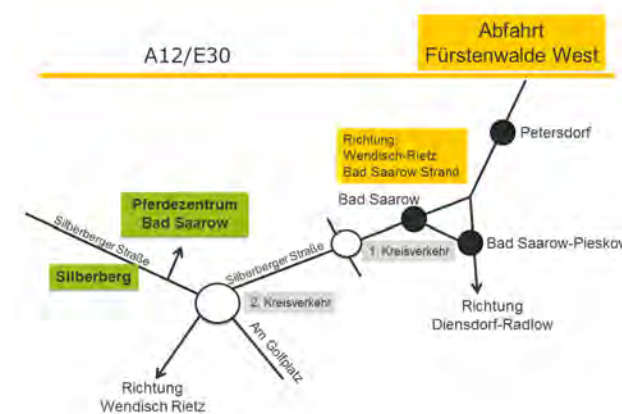 A12/E30
Abfahrt
Fürstenwalde West
Petersdorf
Richtung:
Wendisch-Rietz
Bad Saarow Strand
Bad Saarow
Bad Saarow-Pieskow
1. Kreisverkehr
Richtung
Diensdorf-Radlow
Pferdezentrum
Bad Saarow
Silberberger Straße
Silberberger Straße
Silberberg
2. Kreisverkehr
Am Golfplatz
Richtung
Wendisch Rietz